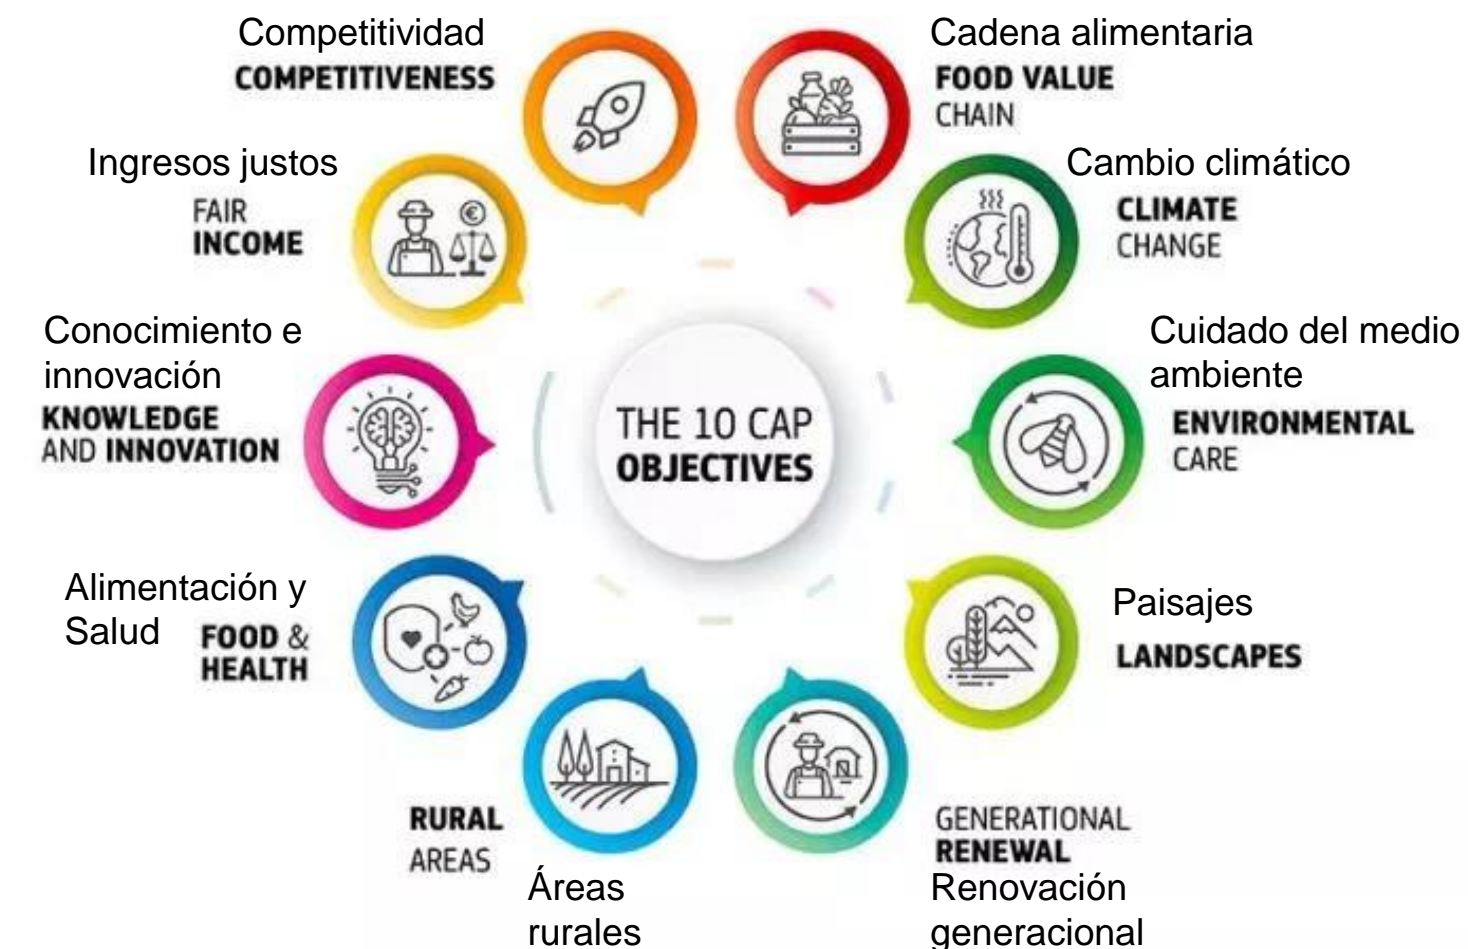 Competitividad
COMPETITIVENESS
Cadena alimentaria
FOOD VALUE
CHAIN
Ingresos justos
FAIR
INCOME
Cambio climático
CLIMATE
CHANGE
Conocimiento e
innovación
KNOWLEDGE
AND INNOVATION
THE 10 CAP
OBJECTIVES
Cuidado del medio
ambiente
ENVIRONMENTAL
CARE
Alimentación y
Salud
FOOD &
HEALTH
Paisajes
LANDSCAPES
RURAL
AREAS
Áreas
rurales
GENERATIONAL
RENEWAL
Renovación
generacional